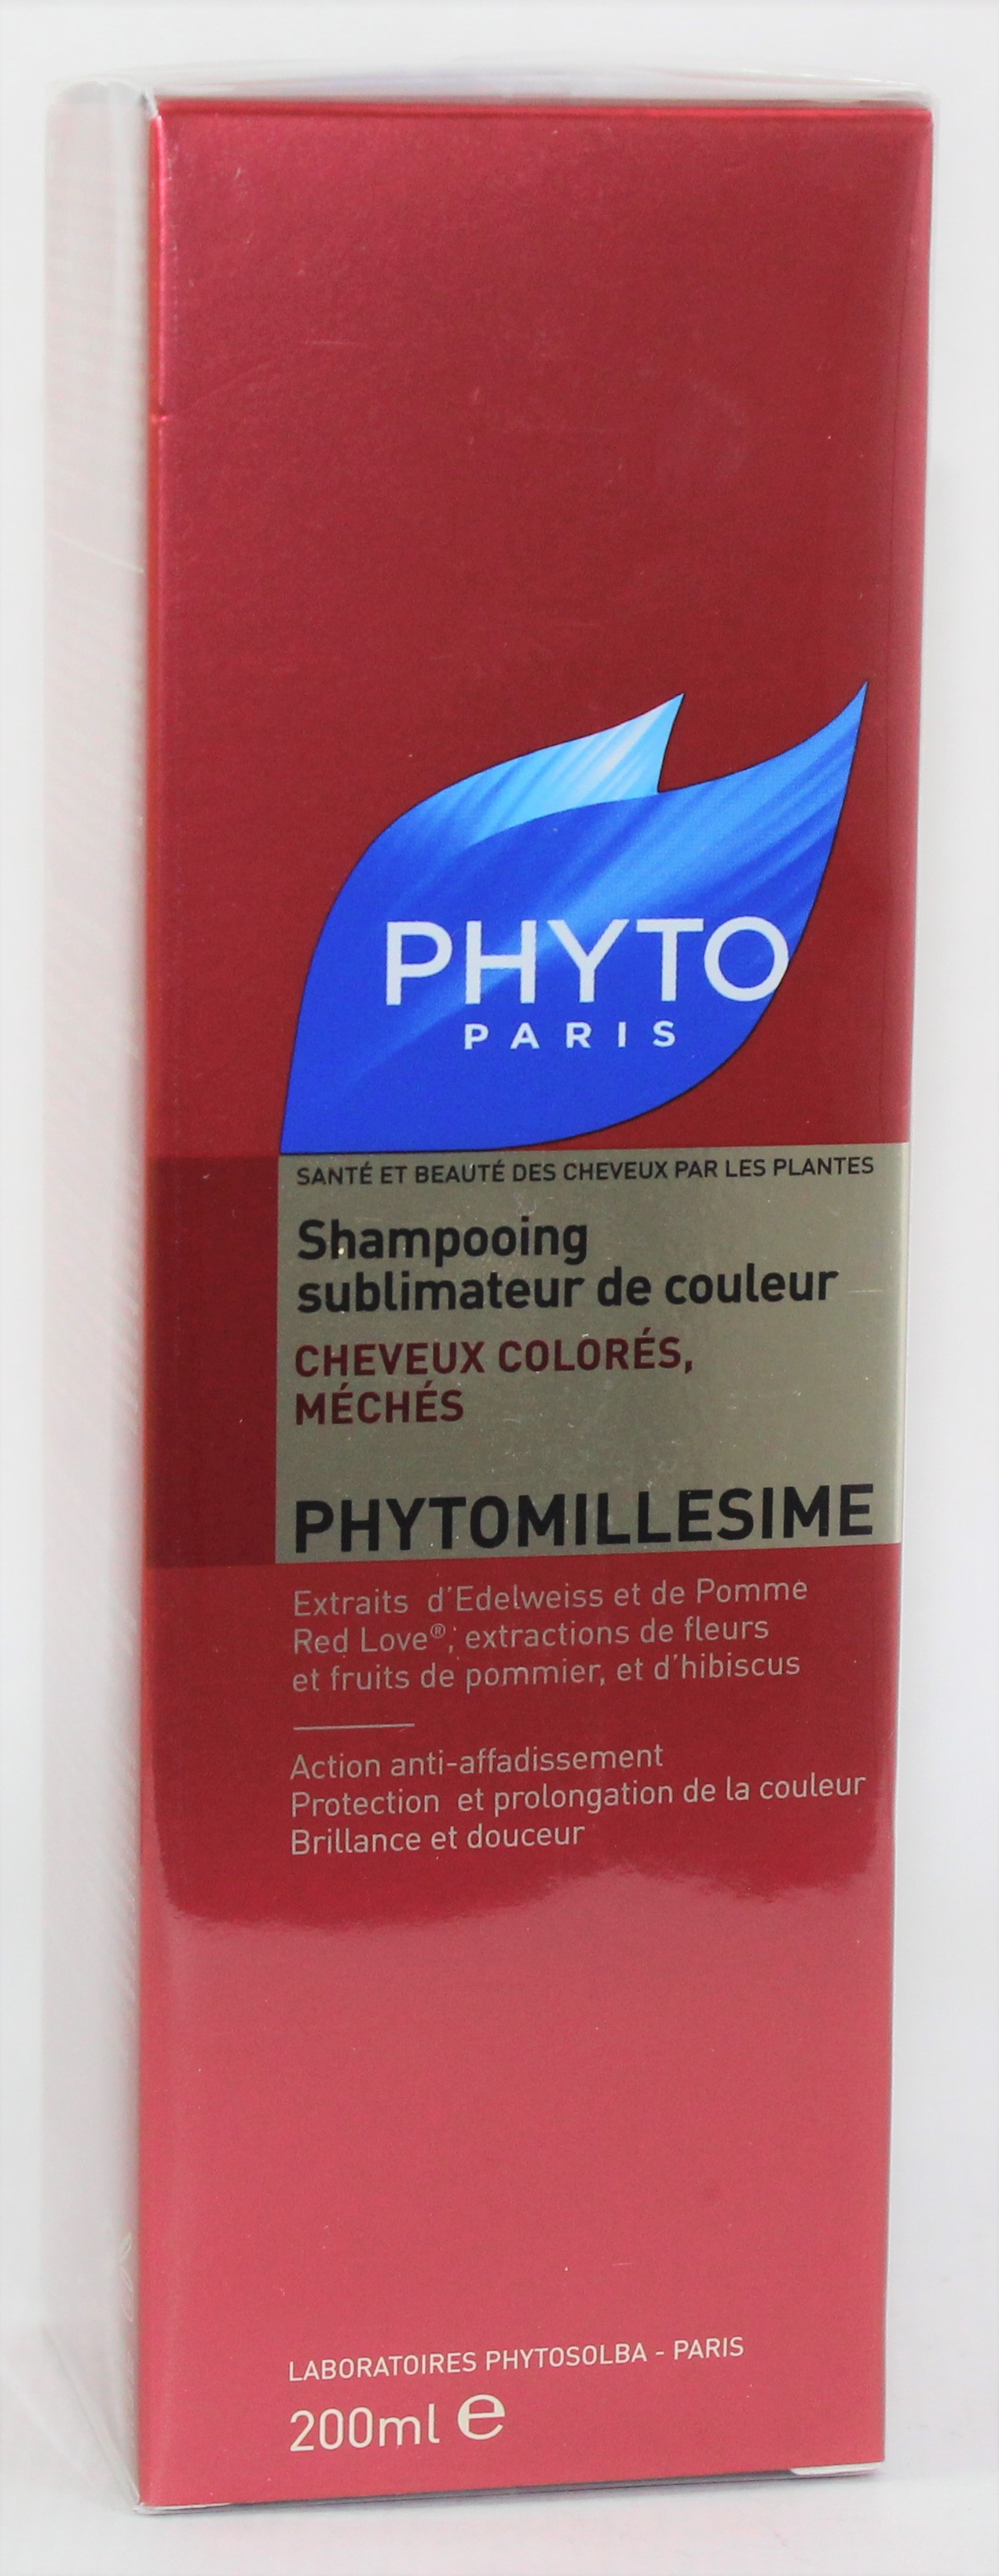 PHYTO
PARIS
SANTÉ ET BEAUTÉ DES CHEVEUX PAR LES PLANTES
Shampooing
sublimateur de couleur
CHEVEUX COLORÉS,
MÉCHÉS
PHYTOMILLESIME
Extraits d'Edelweiss et de Pomme
Red Love®, extractions de fleurs
et fruits de pommier, et d'hibiscus
Action anti-affadissement
Protection et prolongation de la couleur
Brillance et douceur
LABORATOIRES PHYTOSOLBA - PARIS
200ml e